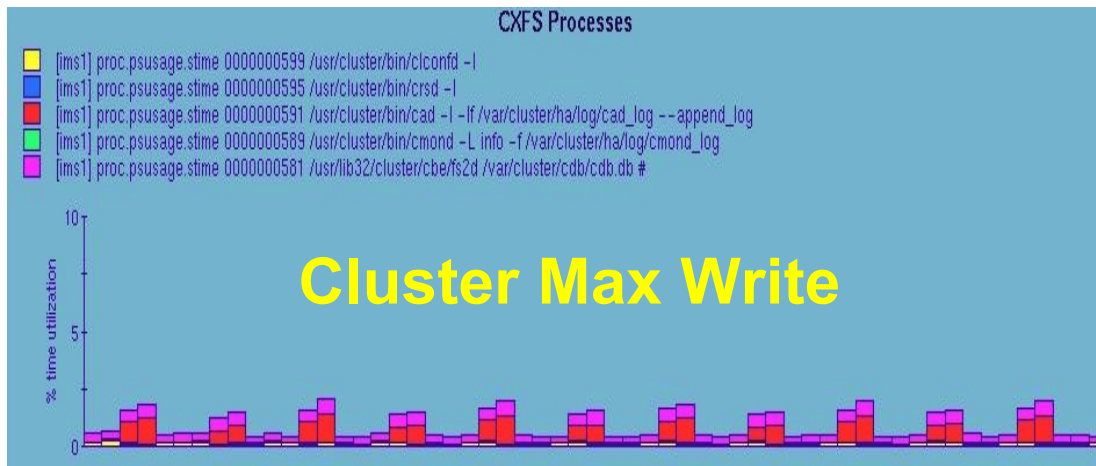 CXFS Processes
[ims1] proc.psusage.stime 0000000599 /usr/cluster/bin/clconfd -l
[ims1] proc.psusage.stime 0000000595 /usr/cluster/bin/crsd -l
[ims1] proc.psusage.stime 0000000591 /usr/cluster/bin/cad -l -lf /var/cluster/ha/log/cad_log --append_log
[ims1] proc.psusage.stime 0000000589 /usr/cluster/bin/cmond -L info -f /var/cluster/ha/log/cmond_log
[ims1] proc.psusage.stime 0000000581 /usr/lib32/cluster/cbe/fs2d /var/cluster/cdb/cdb.db #
10
Cluster Max Write
% time utilization
5
0